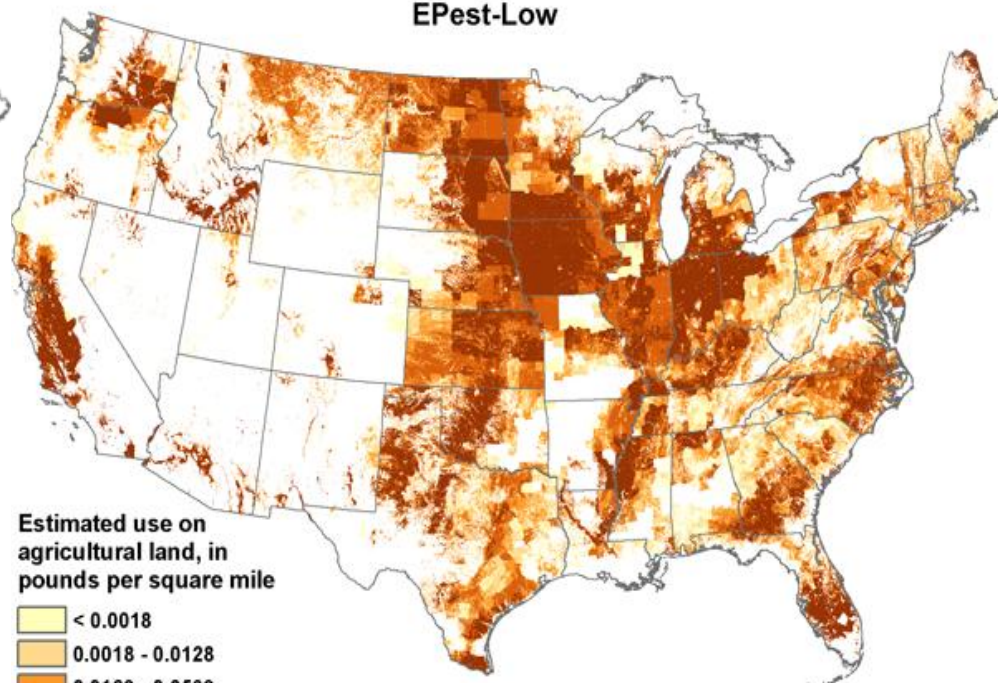 EPest-Low
Estimated use on
agricultural land, in
pounds per square mile
< 0.0018
0.0018 - 0.0128